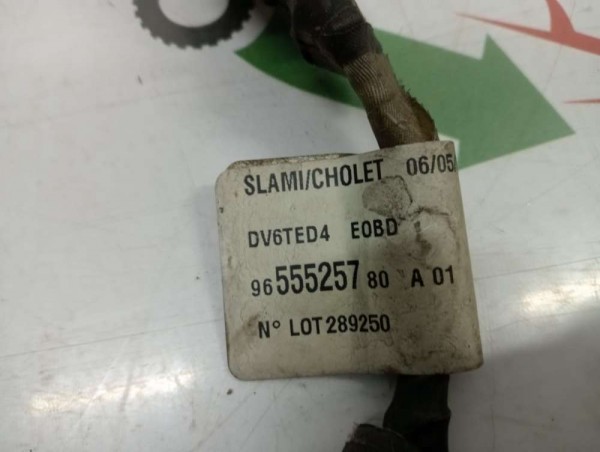 SLAMI/CHOLET 06/05
DV6TED4 EOBD
96 555257 80 A 01
N° LOT 289250